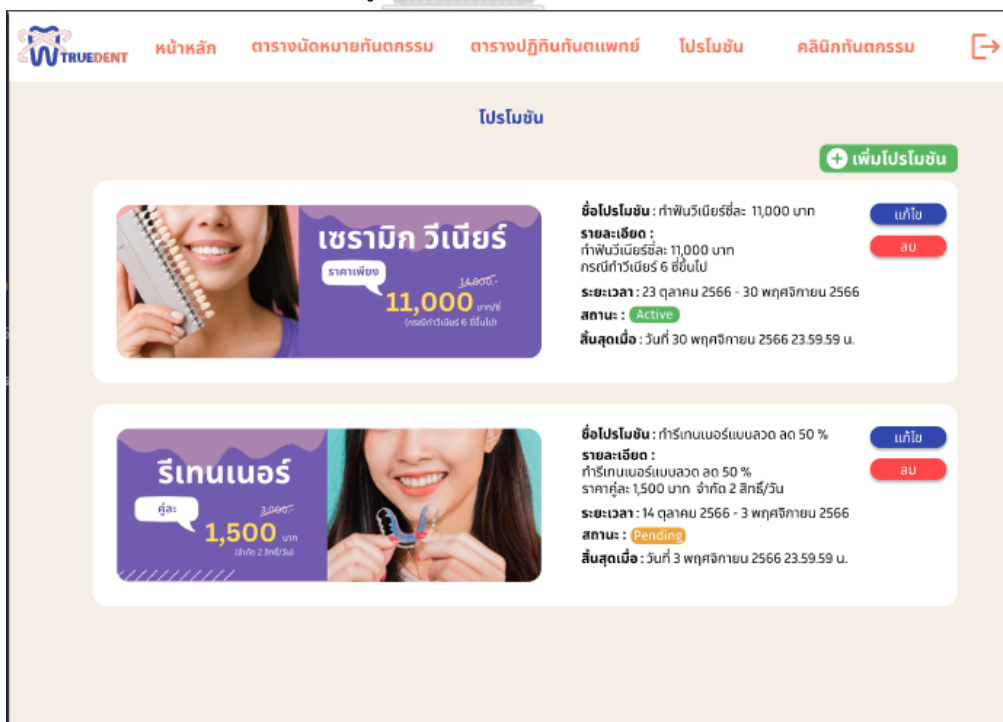 TRUEDENT
หน้าหลัก ตารางนัดหมายทันตกรรม ตารางปฏิทินทันตแพทย์ โปรโมชัน คลินิกทันตกรรม
โปรโมชัน
เพิ่มโปรโมชัน
เซรามิก วีเนียร์
ราคาเพียง
14,000.-
11,000 บาท/ซี่
(กรณีทำวีเนียร์ 6 ซี่ขึ้นไป)
ชื่อโปรโมชัน : ทำฟันวีเนียร์ซี่ละ 11,000 บาท
รายละเอียด :
ทำฟันวีเนียร์ซี่ละ 11,000 บาท
กรณีทำวีเนียร์ 6 ซี่ขึ้นไป
ระยะเวลา : 23 ตุลาคม 2566 - 30 พฤศจิกายน 2566
สถานะ : Active
สิ้นสุดเมื่อ : วันที่ 30 พฤศจิกายน 2566 23.59.59 น.
แก้ไข
ลบ
รีเทนเนอร์
คู่ละ
3,000.-
1,500 บาท
(จำกัด 2 สิทธิ์/วัน)
ชื่อโปรโมชัน : ทำรีเทนเนอร์แบบลวด ลด 50 %
รายละเอียด :
ทำรีเทนเนอร์แบบลวด ลด 50 %
ราคาคู่ละ 1,500 บาท จำกัด 2 สิทธิ์/วัน
ระยะเวลา : 14 ตุลาคม 2566 - 3 พฤศจิกายน 2566
สถานะ : Pending
สิ้นสุดเมื่อ : วันที่ 3 พฤศจิกายน 2566 23.59.59 น.
แก้ไข
ลบ